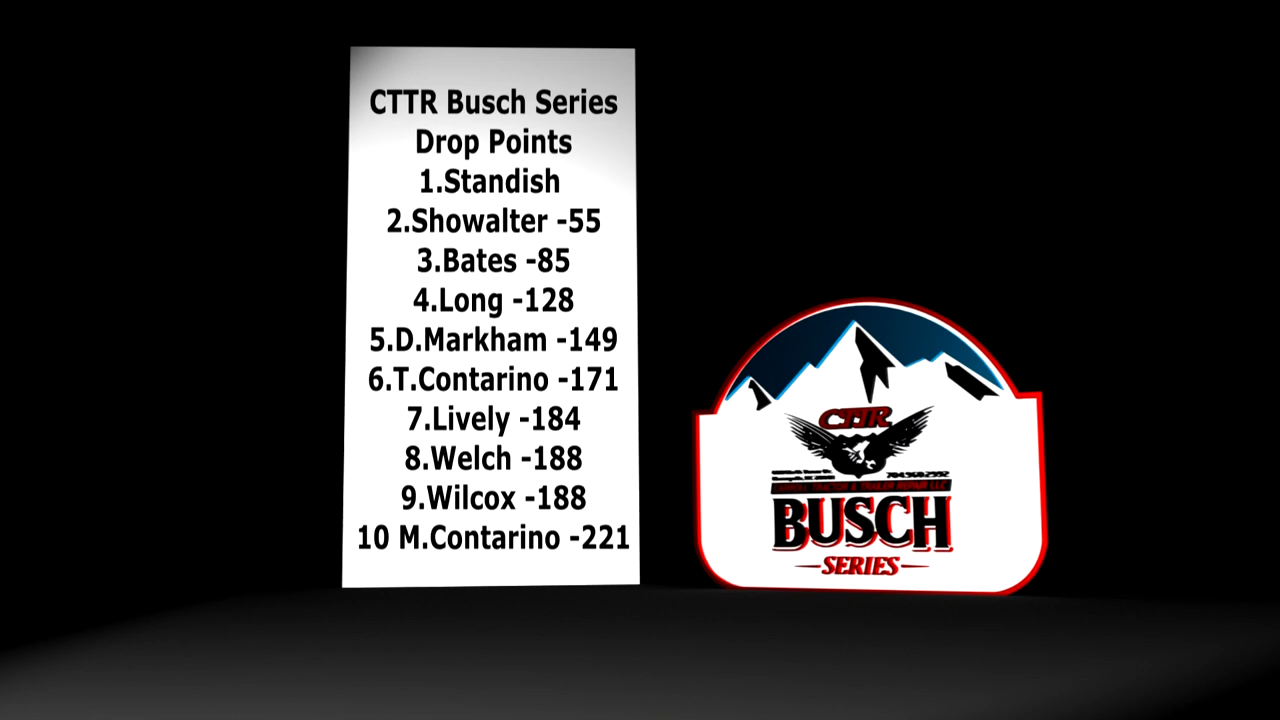 CTTR Busch Series
Drop Points
1.Standish
2.Showalter -55
3.Bates -85
4.Long -128
5.D.Markham -149
6.T.Contarino -171
7.Lively -184
8.Welch -188
9.Wilcox -188
10 M.Contarino -221
CTTR
BUSCH
SERIES